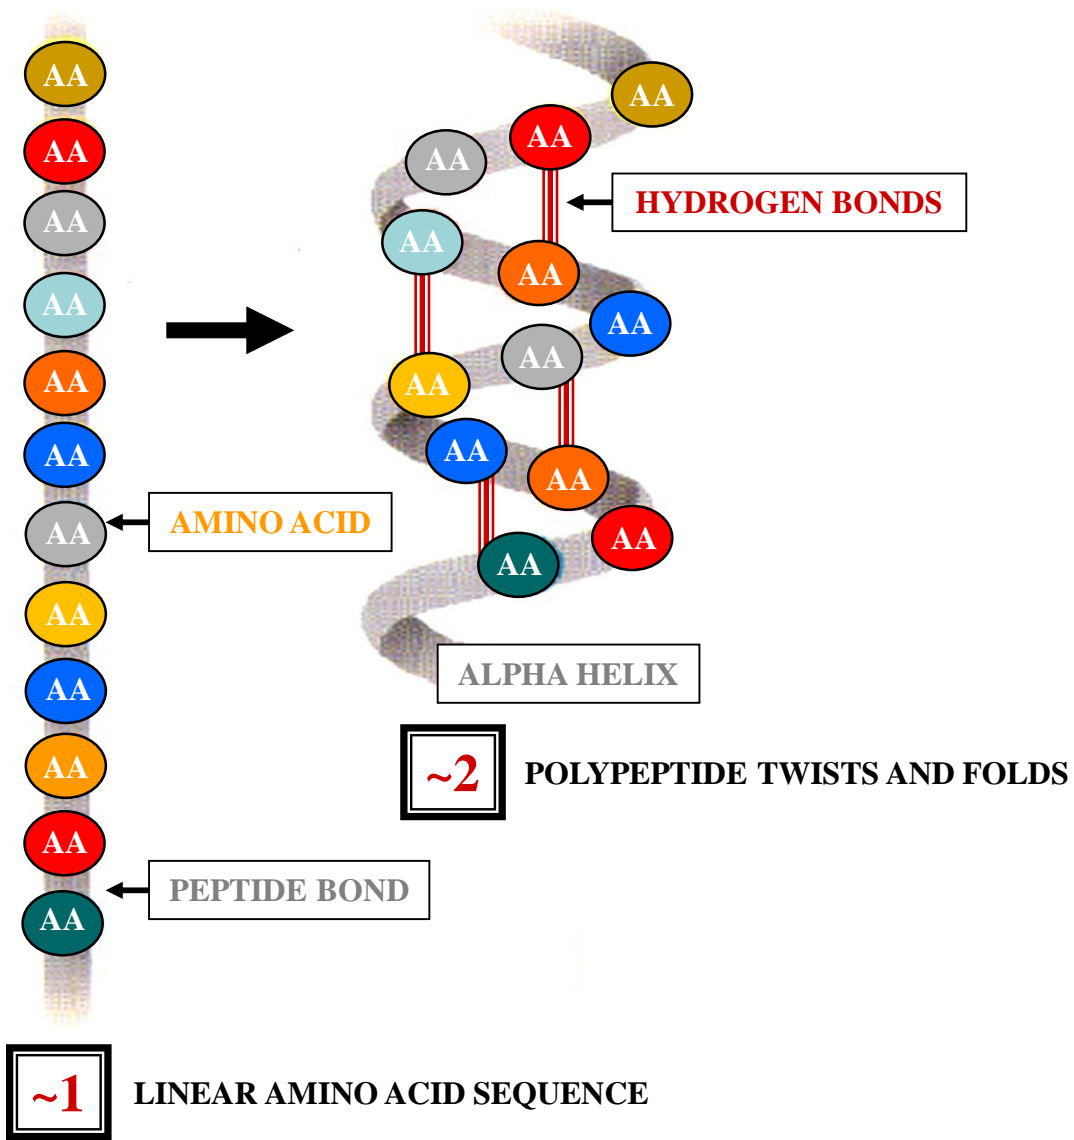 AA
AA
AA
AA
AA
AA
AA
AA
AA
AA
AA
AA
AMINO ACID
PEPTIDE BOND
~1 LINEAR AMINO ACID SEQUENCE
AA
AA
AA
AA
AA
AA
AA
AA
AA
AA
AA
AA
HYDROGEN BONDS
ALPHA HELIX
~2 POLYPEPTIDE TWISTS AND FOLDS